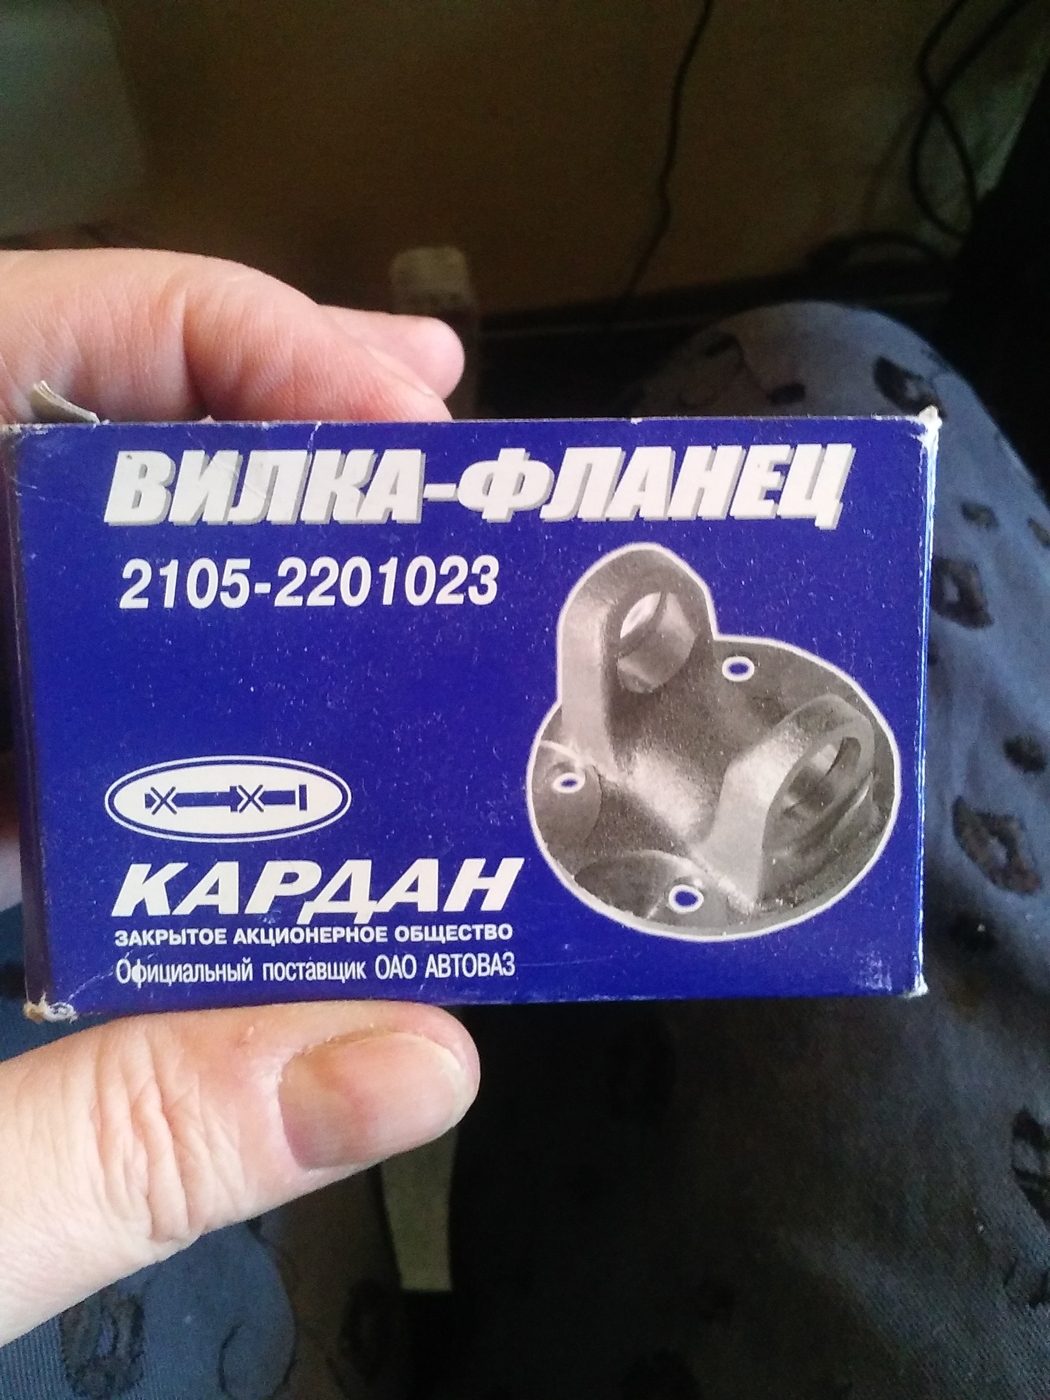 ВИЛКА-ФЛАНЕЦ
2105-2201023
КАРДАН
ЗАКРЫТОЕ АКЦИОНЕРНОЕ ОБЩЕСТВО
Официальный поставщик ОАО АВТОВАЗ